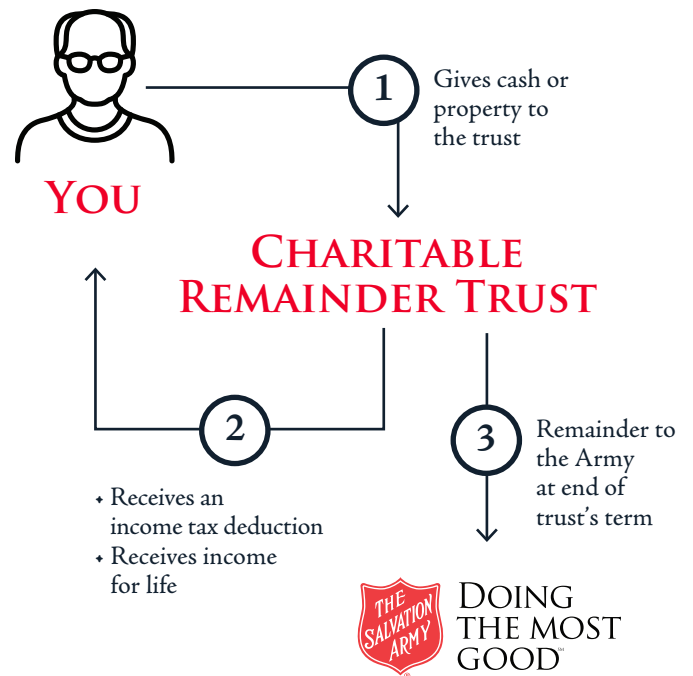 1
Gives cash or
property to
the trust
YOU
CHARITABLE
REMAINDER TRUST
2
Receives an
income tax deduction
Receives income
for life
3
Remainder to
the Army
at end of
trust’s term
THE
SALVATION
ARMY
®
DOING
THE MOST
GOOD℠